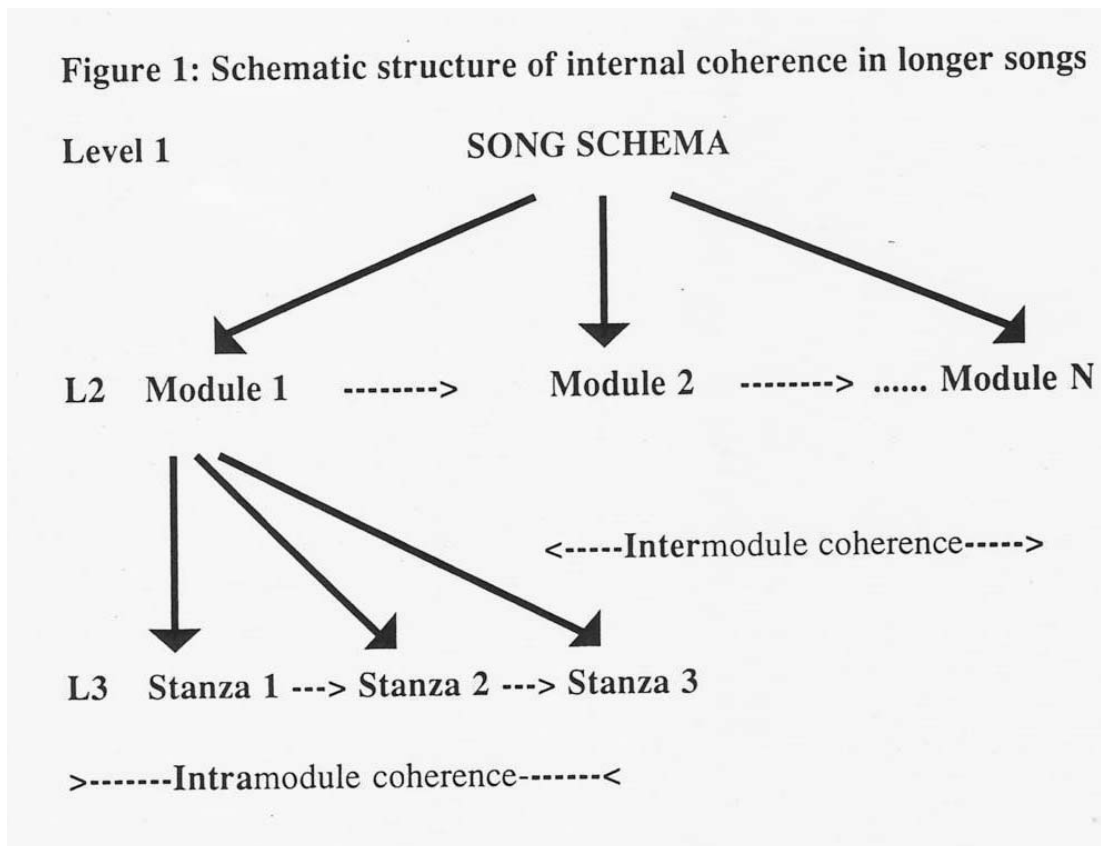 Figure 1: Schematic structure of internal coherence in longer songs
Level 1 SONG SCHEMA
L2 Module 1 --------> Module 2 --------> ...... Module N
<-----Intermodule coherence----->
L3 Stanza 1 ---> Stanza 2 ---> Stanza 3
>-------Intramodule coherence-------<